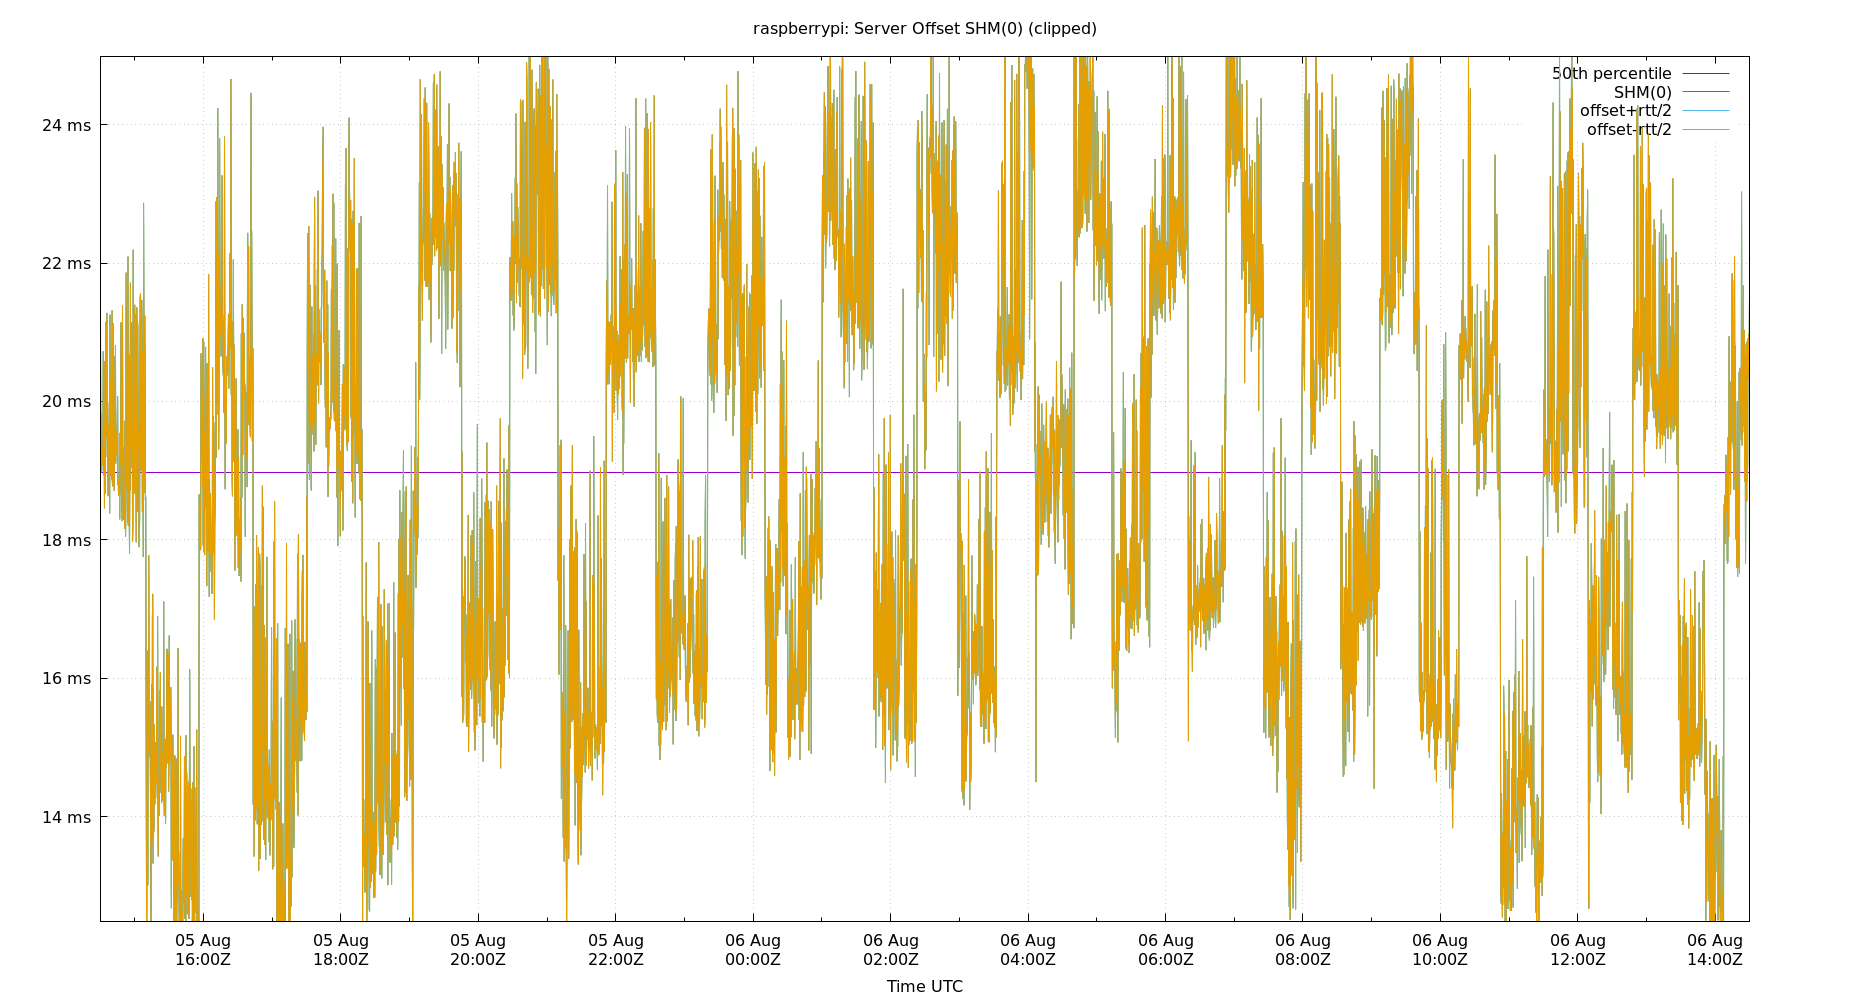 raspberrypi: Server Offset SHM(0) (clipped)
50th percentile
SHM(0)
offset+rtt/2
offset-rtt/2
24 ms
22 ms
20 ms
18 ms
16 ms
14 ms
05 Aug 05 Aug 05 Aug 05 Aug 06 Aug 06 Aug 06 Aug 06 Aug 06 Aug 06 Aug 06 Aug 06 Aug
16:00Z 18:00Z 20:00Z 22:00Z 00:00Z 02:00Z 04:00Z 06:00Z 08:00Z 10:00Z 12:00Z 14:00Z
Time UTC